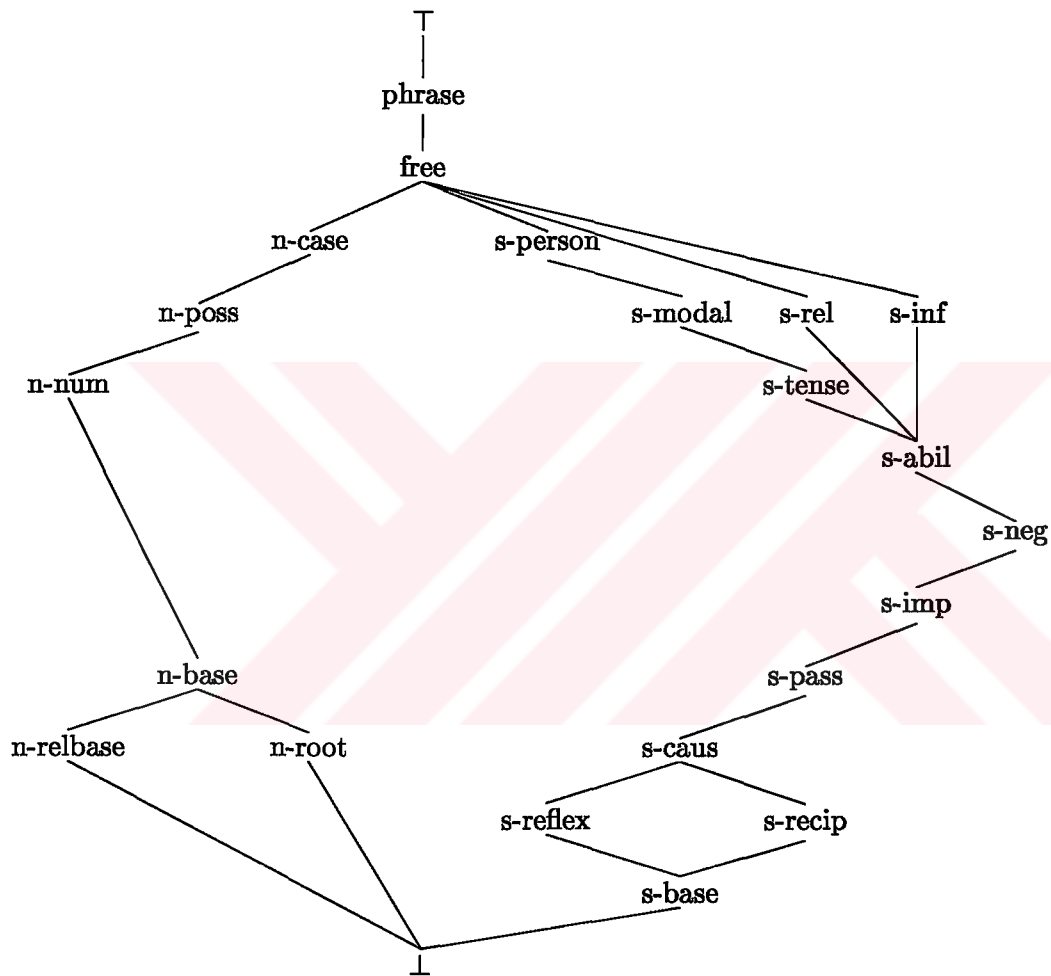 ⊤
phrase
free
n-case s-person
n-poss s-modal s-rel s-inf
n-num s-tense
s-abil
s-neg
s-imp
n-base s-pass
n-relbase n-root s-caus
s-reflex s-recip
s-base
⊥